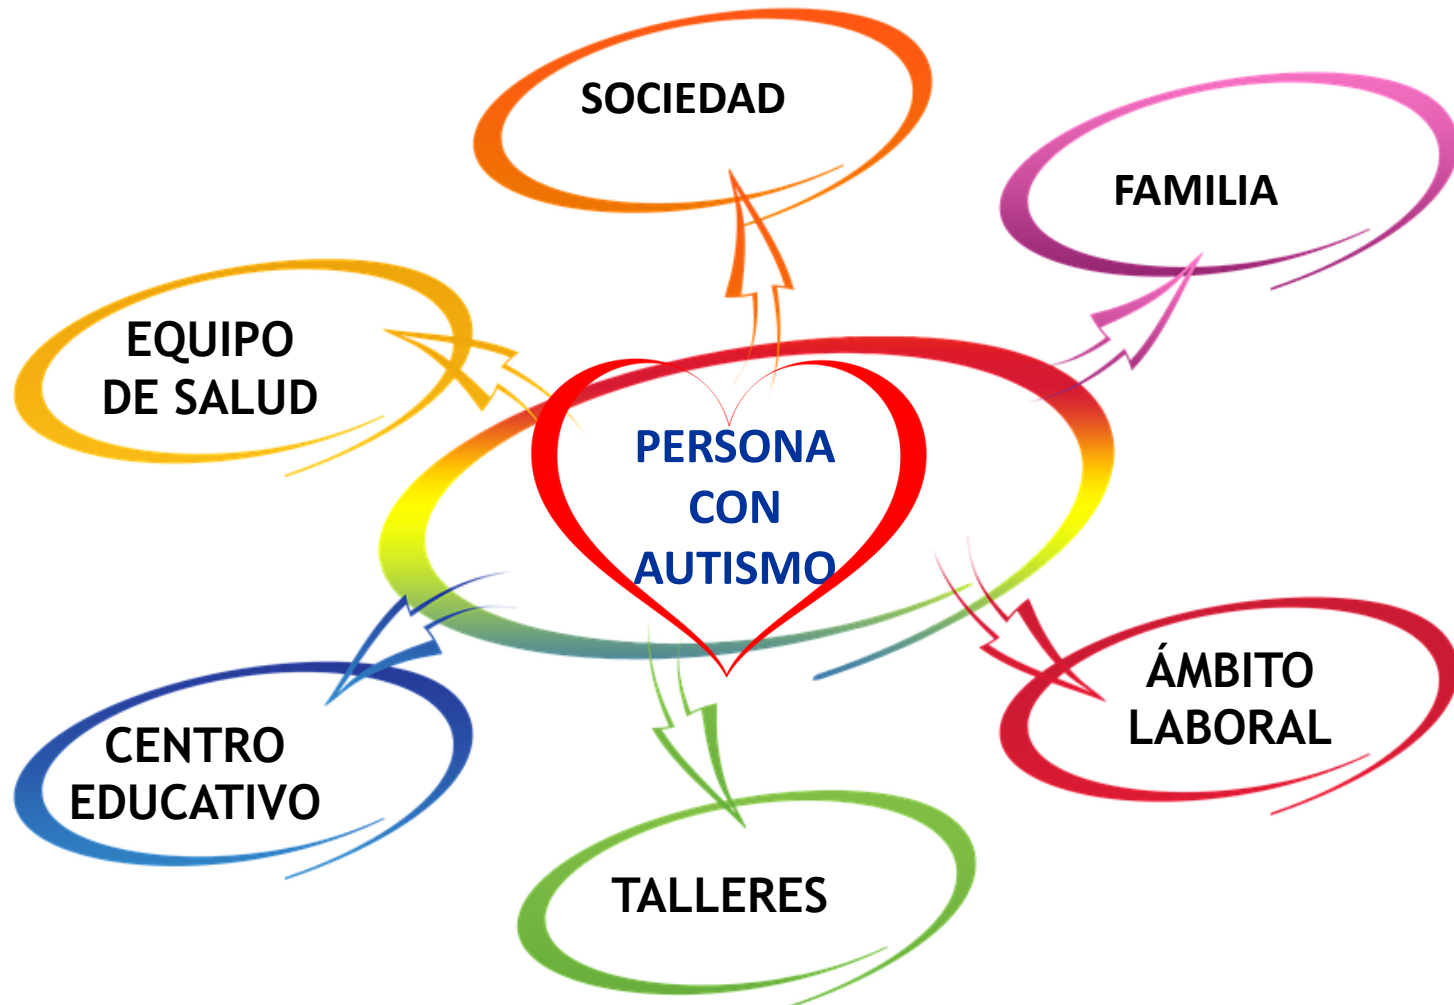 SOCIEDAD
FAMILIA
EQUIPO
DE SALUD
PERSONA
CON
AUTISMO
ÁMBITO
LABORAL
CENTRO
EDUCATIVO
TALLERES